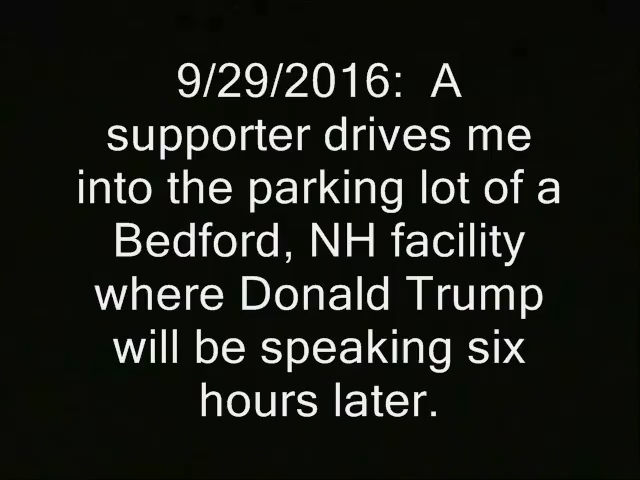 9/29/2016:  A
supporter drives me
into the parking lot of a
Bedford, NH facility
where Donald Trump
will be speaking six
hours later.